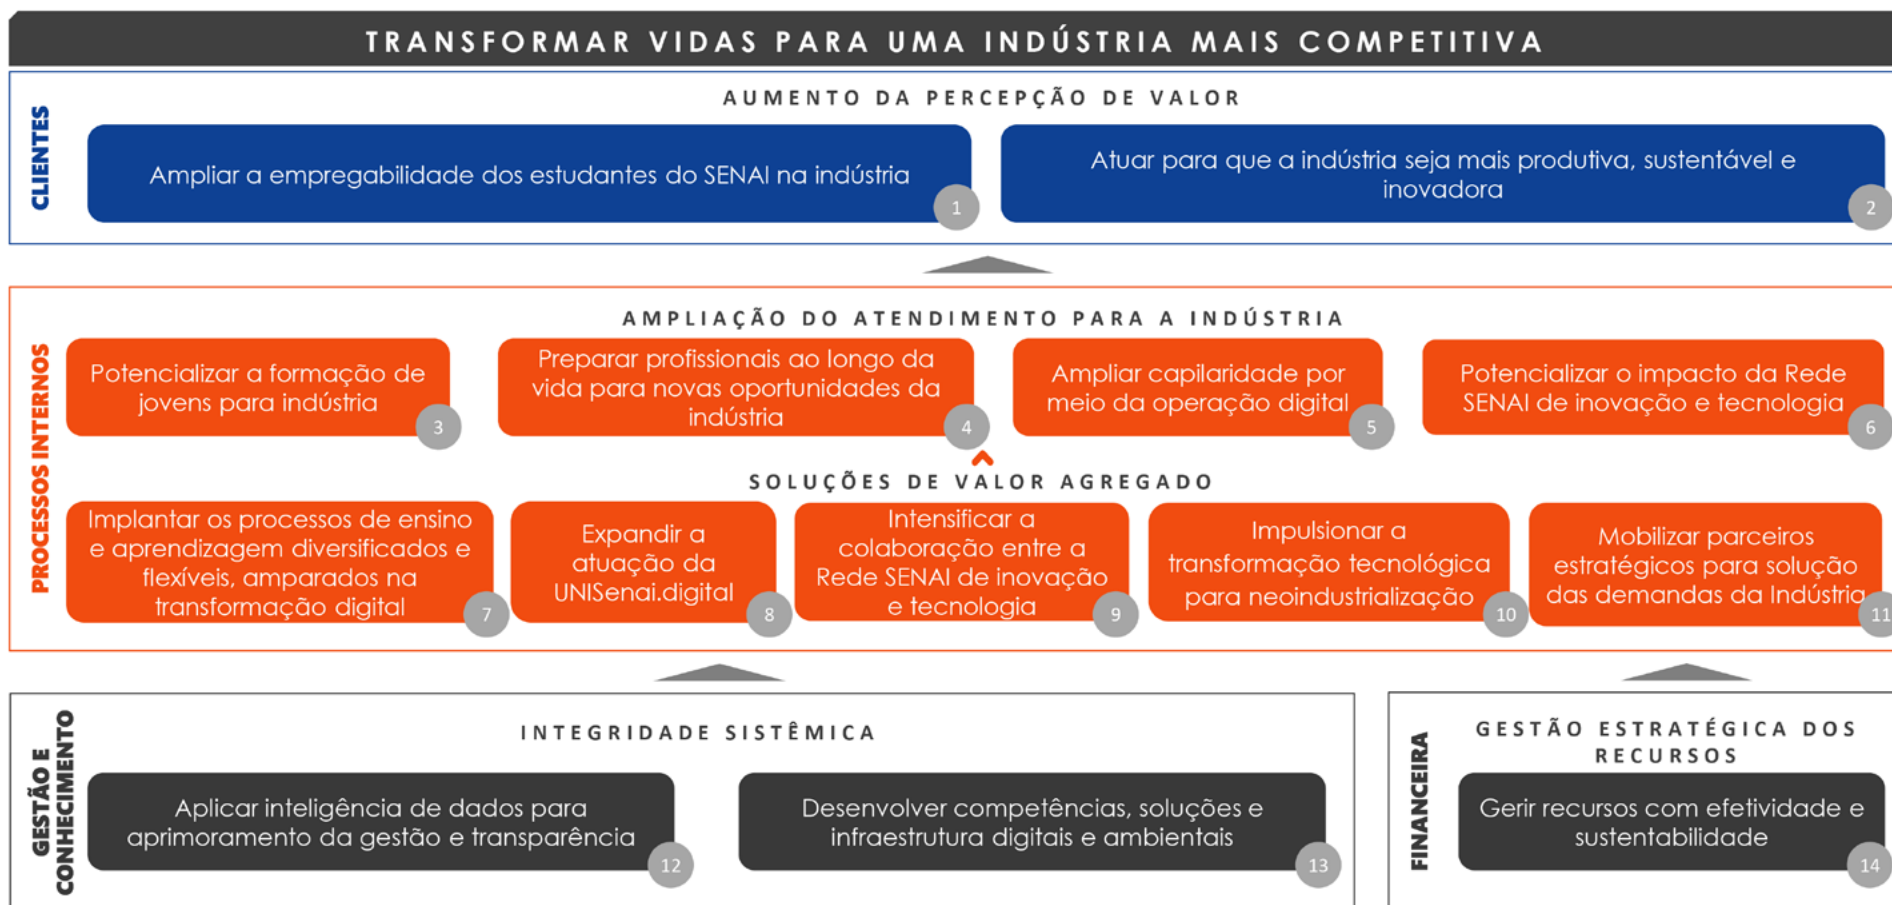 TRANSFORMAR VIDAS PARA UMA INDÚSTRIA MAIS COMPETITIVA
CLIENTES
AUMENTO DA PERCEPÇÃO DE VALOR
Ampliar a empregabilidade dos estudantes do SENAI na indústria
1
Atuar para que a indústria seja mais produtiva, sustentável e
inovadora
2
PROCESSOS INTERNOS
AMPLIAÇÃO DO ATENDIMENTO PARA A INDÚSTRIA
Potencializar a formação de
jovens para indústria
3
Preparar profissionais ao longo da
vida para novas oportunidades da
indústria
4
Ampliar capilaridade por
meio da operação digital
5
Potencializar o impacto da Rede
SENAI de inovação e tecnologia
6
SOLUÇÕES DE VALOR AGREGADO
Implantar os processos de ensino
e aprendizagem diversificados e
flexíveis, amparados na
transformação digital
7
Expandir a
atuação da
UNISenai.digital
8
Intensificar a
colaboração entre a
Rede SENAI de inovação
e tecnologia
9
Impulsionar a
transformação tecnológica
para neoindustrialização
10
Mobilizar parceiros
estratégicos para solução
das demandas da Indústria
11
GESTÃO E
CONHECIMENTO
INTEGRIDADE SISTÊMICA
Aplicar inteligência de dados para
aprimoramento da gestão e transparência
12
Desenvolver competências, soluções e
infraestrutura digitais e ambientais
13
FINANCEIRA
GESTÃO ESTRATÉGICA DOS
RECURSOS
Gerir recursos com efetividade e
sustentabilidade
14